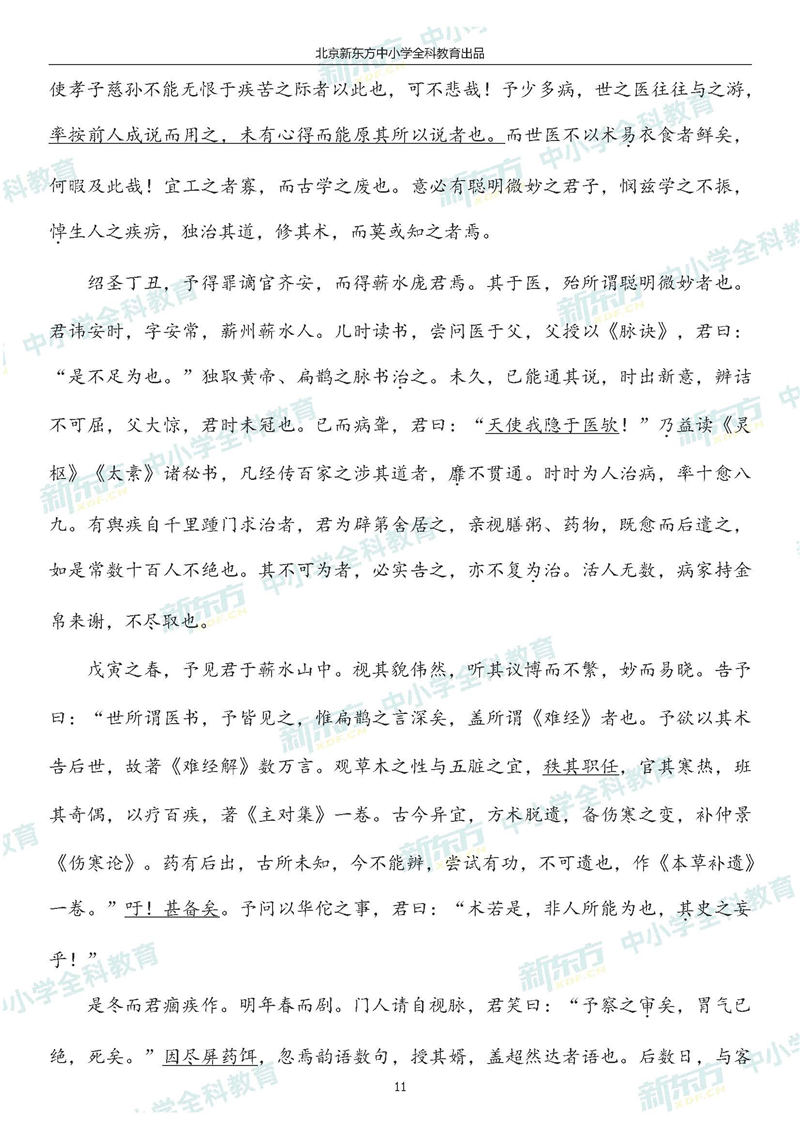 北京新东方中小学全科教育出品
使孝子慈孙不能无恨于疾苦之际者以此也，可不悲哉！予少多病，世之医往往与之游，
率按前人成说而用之，未有心得而能原其所以说者也。而世医不以术易衣食者鲜矣，
何暇及此哉！宜工之者寡，而古学之废也。意必有聪明微妙之君子，悯兹学之不振，
悼生人之疾疠，独治其道，修其术，而莫或知之者焉。
绍圣丁丑，予得罪谪官齐安，而得蕲水庞君焉。其于医，殆所谓聪明微妙者也。
君讳安时，字安常，蕲州蕲水人。儿时读书，尝问医于父，父授以《脉诀》，君曰：
“是不足为也。”独取黄帝、扁鹊之脉书治之。未久，已能通其说，时出新意，辨诘
不可屈，父大惊，君时未冠也。已而病聋，君曰：“天使我隐于医欤！”乃益读《灵
枢》《太素》诸秘书，凡经传百家之涉其道者，靡不贯通。时时为人治病，率十愈八
九。有舆疾自千里踵门求治者，君为辟第舍居之，亲视膳粥、药物，既愈而后遣之，
如是常数十百人不绝也。其不可为者，必实告之，亦不复为治。活人无数，病家持金
帛来谢，不尽取也。
戊寅之春，予见君于蕲水山中。视其貌伟然，听其议博而不繁，妙而易晓。告予
曰：“世所谓医书，予皆见之，惟扁鹊之言深矣，盖所谓《难经》者也。予欲以其术
告后世，故著《难经解》数万言。观草木之性与五脏之宜，秩其职任，官其寒热，班
其奇偶，以疗百疾，著《主对集》一卷。古今异宜，方术脱遗，备伤寒之变，补仲景
《伤寒论》。药有后出，古所未知，今不能辨，尝试有功，不可遗也，作《本草补遗》
一卷。”吁！甚备矣。予问以华佗之事，君曰：“术若是，非人所能为也，其史之妄
乎！”
是冬而君痼疾作。明年春而剧。门人请自视脉，君笑曰：“予察之审矣，胃气已
绝，死矣。”因尽屏药饵，忽焉韵语数句，授其婿，盖超然达者语也。后数日，与客
11
新东方 XDF.CN 中小学全科教育